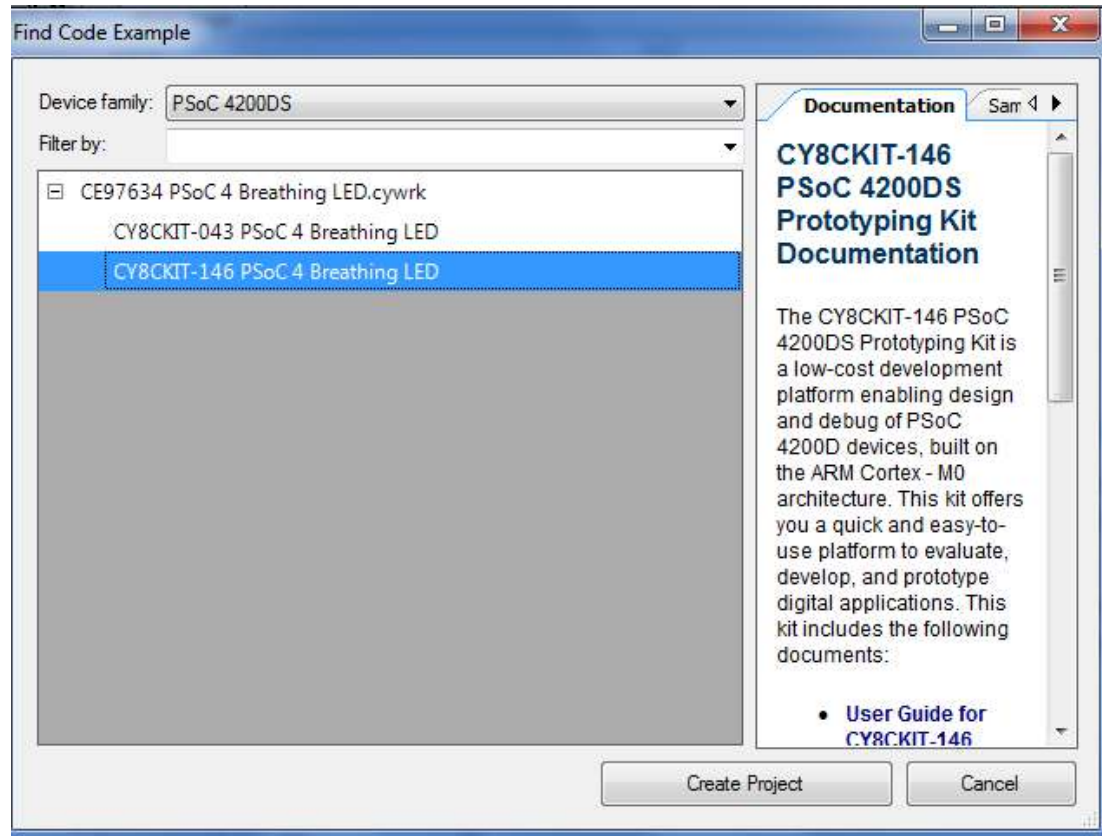 Find Code Example
Device family: PSoC 4200DS
Filter by:
CE97634 PSoC 4 Breathing LED.cywrk
CY8CKIT-043 PSoC 4 Breathing LED
CY8CKIT-146 PSoC 4 Breathing LED
Documentation Sam
CY8CKIT-146
PSoC 4200DS
Prototyping Kit
Documentation
The CY8CKIT-146 PSoC
4200DS Prototyping Kit is
a low-cost development
platform enabling design
and debug of PSoC
4200D devices, built on
the ARM Cortex - M0
architecture. This kit offers
you a quick and easy-to-
use platform to evaluate,
develop, and prototype
digital applications. This
kit includes the following
documents:
• User Guide for
CY8CKIT-146
Create Project Cancel